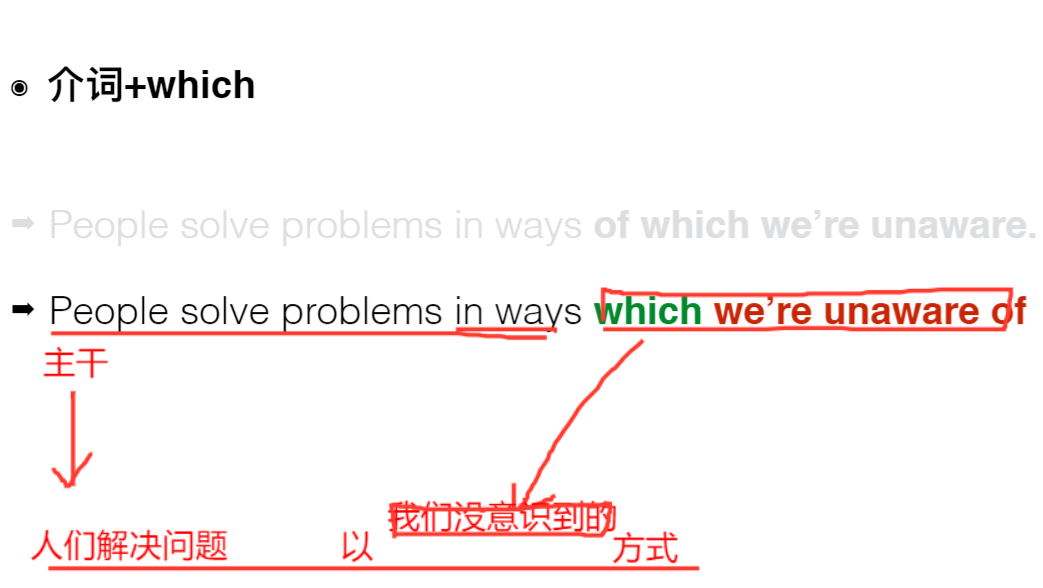 介词+which
People solve problems in ways of which we’re unaware.
People solve problems in ways which we’re unaware of
主干
我们没意识到的
人们解决问题 以 方式